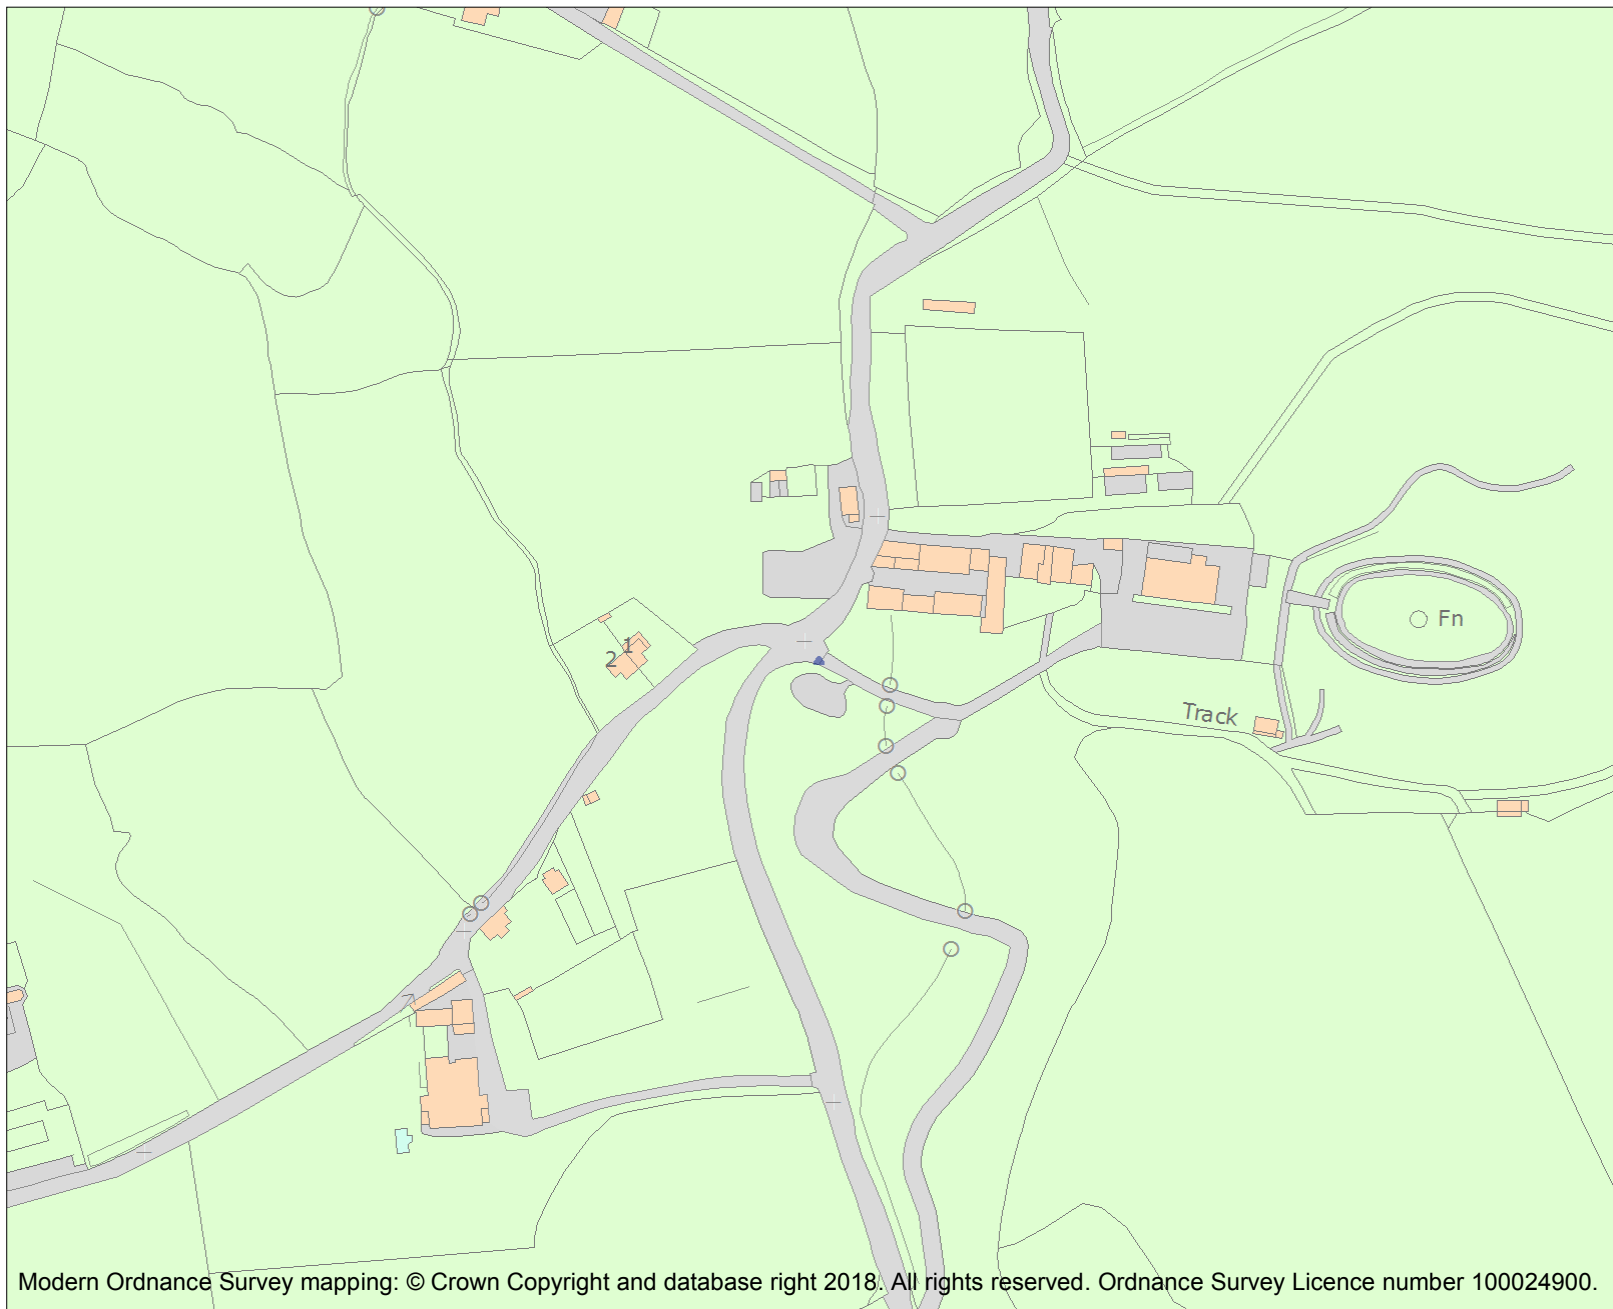 Fn
1
2
Track
Modern Ordnance Survey mapping: © Crown Copyright and database right 2018. All rights reserved. Ordnance Survey Licence number 100024900.